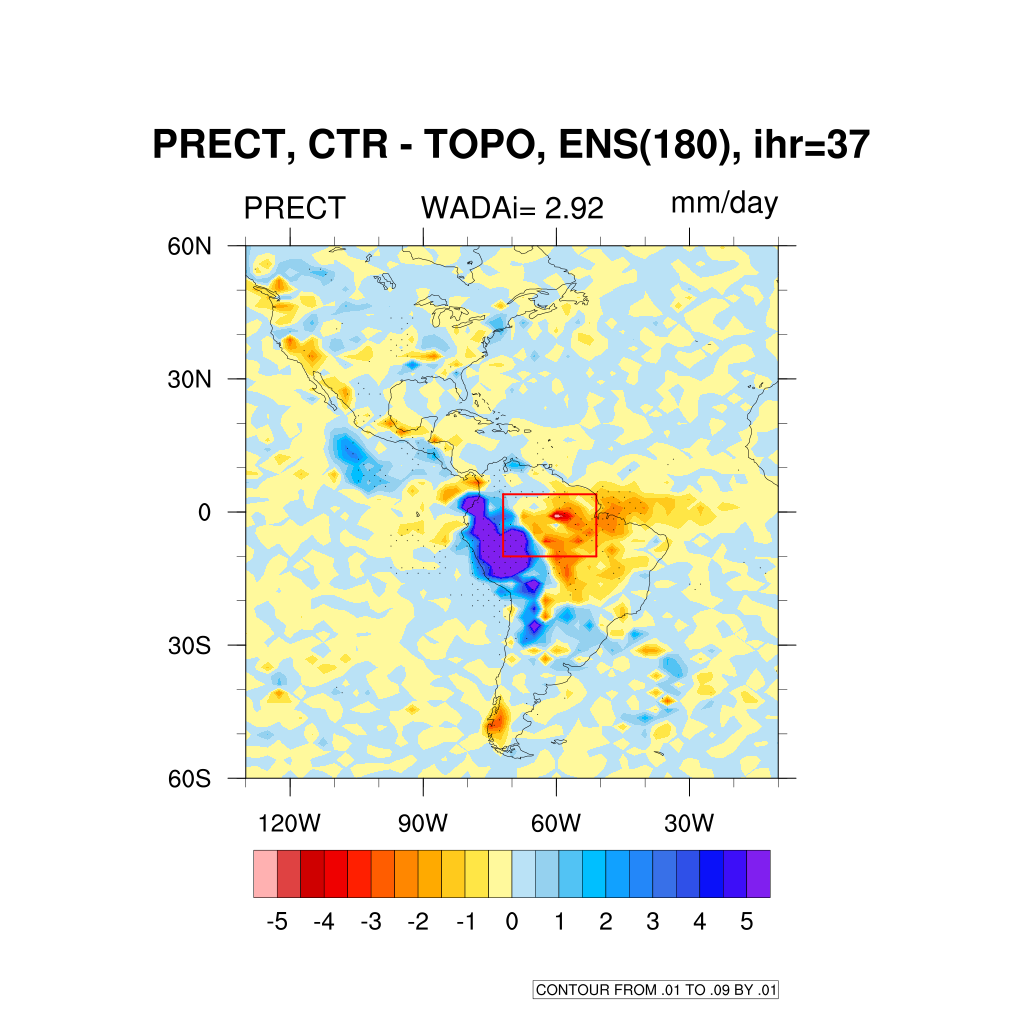 PRECT, CTR - TOPO, ENS(180), ihr=37
PRECT WADAi= 2.92 mm/day
60N
30N
0
30S
60S
120W 90W 60W 30W
-5 -4 -3 -2 -1 0 1 2 3 4 5
CONTOUR FROM .01 TO .09 BY .01